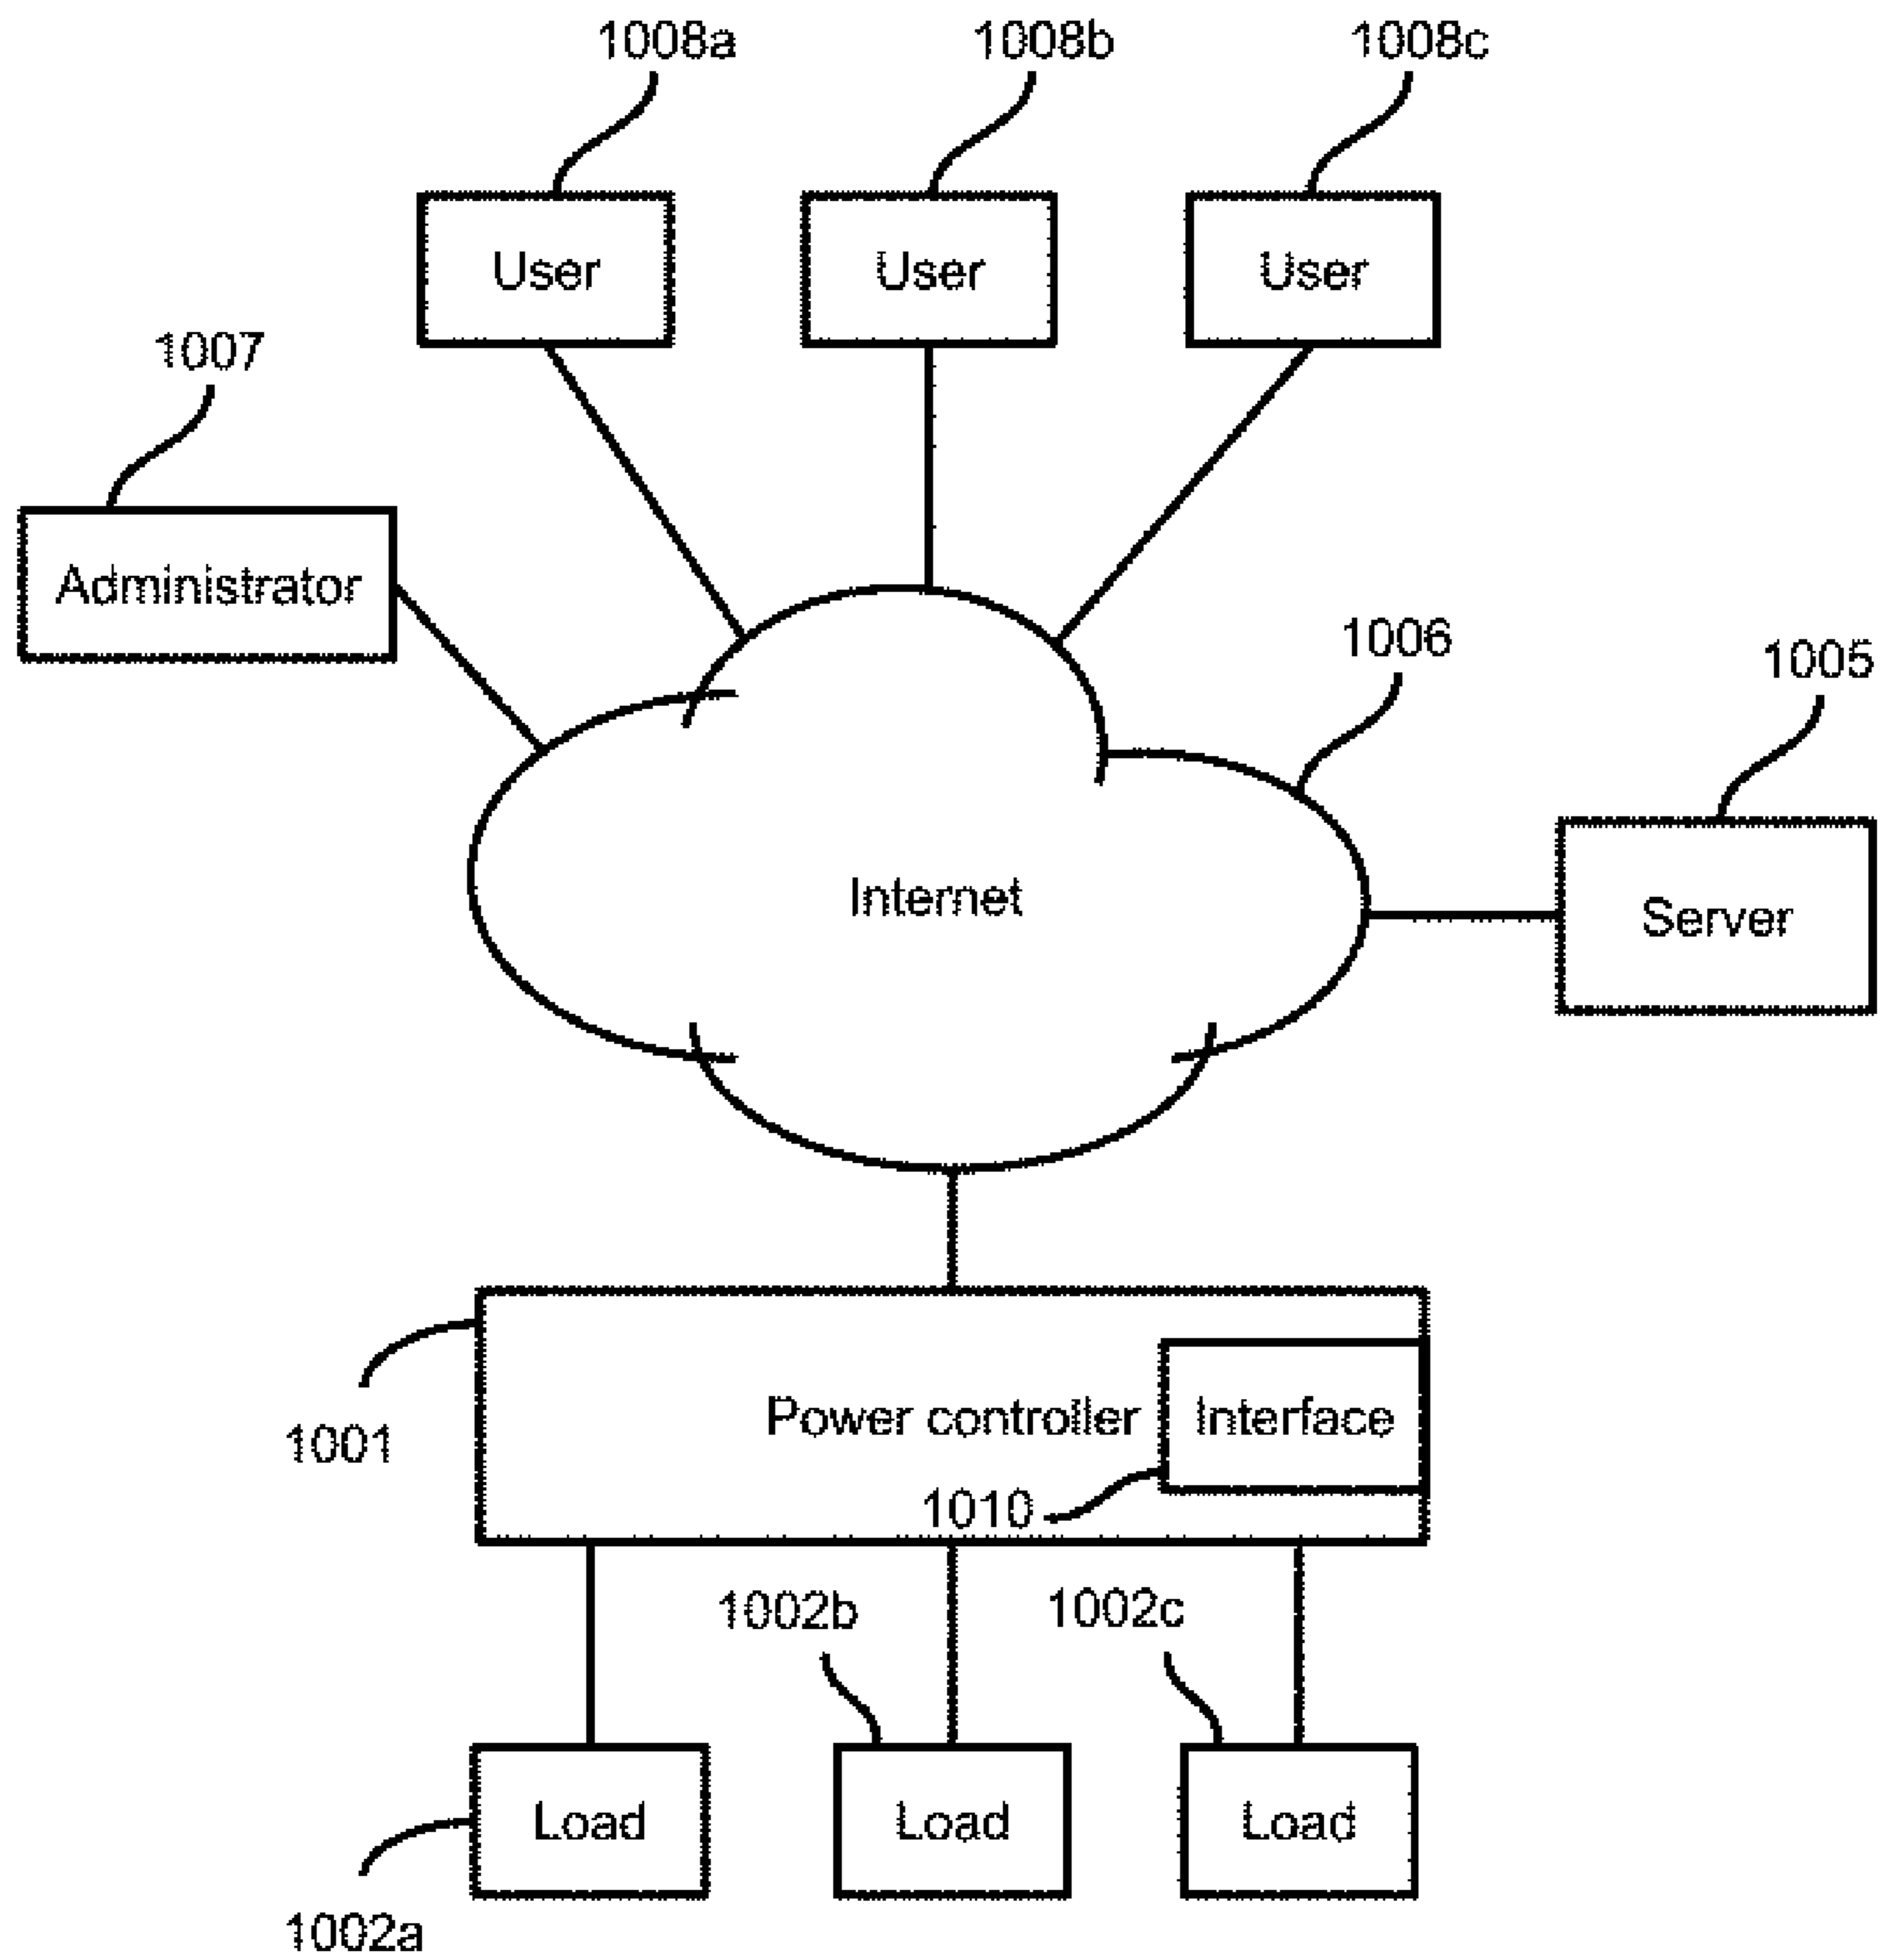 1008a
1008b
1008c
User
User
User
1007
Administrator
1006
1005
Internet
Server
Power controller
Interface
1001
1010
1002b
1002c
Load
Load
Load
1002a